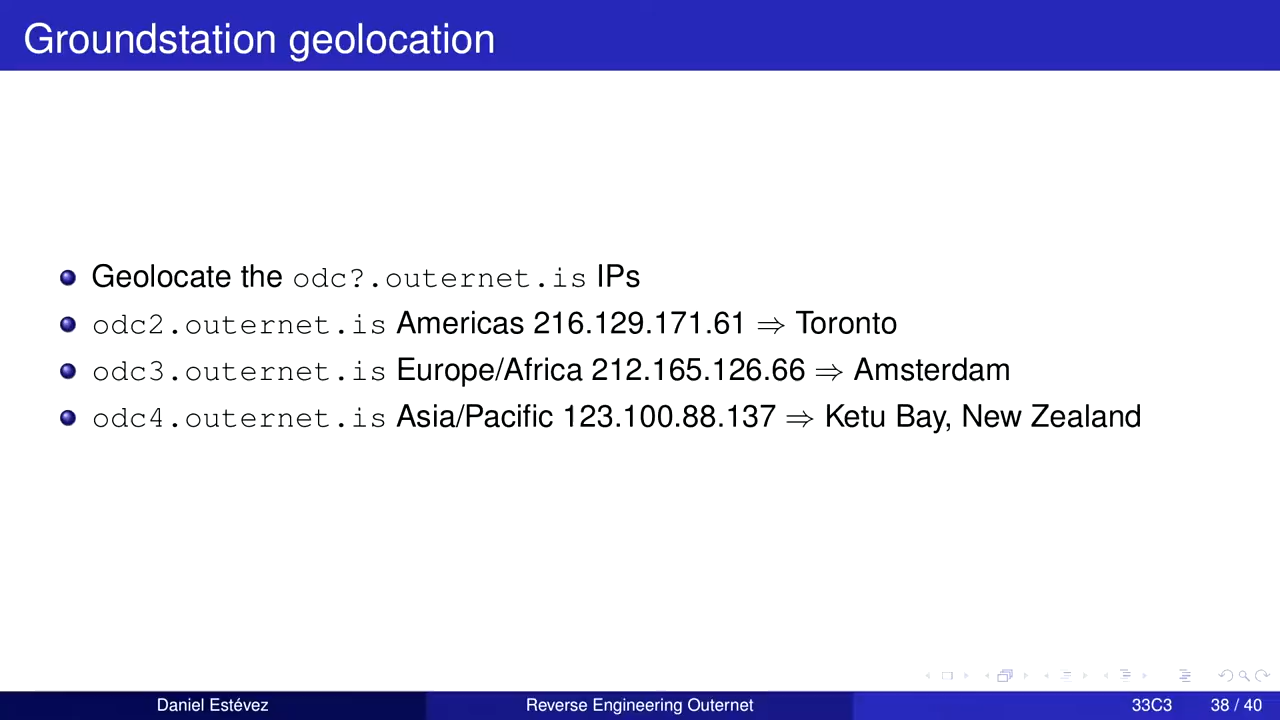 Groundstation geolocation
Geolocate the odc?.outernet.is IPs
odc2.outernet.is Americas 216.129.171.61 ⇒ Toronto
odc3.outernet.is Europe/Africa 212.165.126.66 ⇒ Amsterdam
odc4.outernet.is Asia/Pacific 123.100.88.137 ⇒ Ketu Bay, New Zealand
Daniel Estévez Reverse Engineering Outernet 33C3 38 / 40